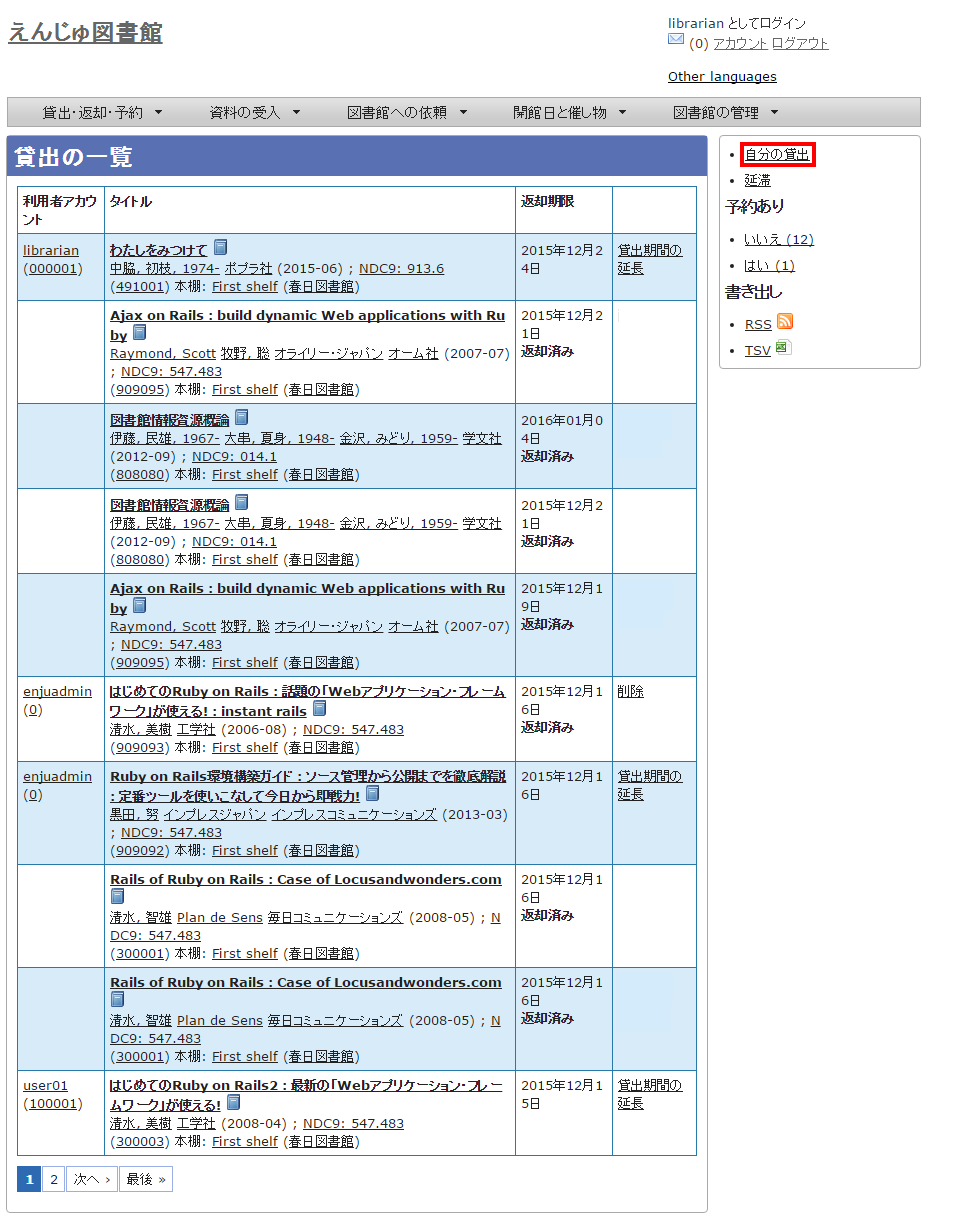 えんじゅ図書館
librarian としてログイン
(0) アカウント ログアウト
Other languages
貸出・返却・予約 ▼ 資料の受入 ▼ 図書館への依頼 ▼ 開館日と催し物 ▼ 図書館の管理 ▼
貸出の一覧
利用者アカウ
ント
タイトル
返却期限
librarian
(000001)
わたしをみつけて
中脇, 初枝, 1974- ポプラ社 (2015-06) ; NDC9: 913.6
(491001) 本棚: First shelf (春日図書館)
2015年12月2
4日
貸出期間の
延長
Ajax on Rails : build dynamic Web applications with Ru
by
Raymond, Scott 牧野, 聡 オライリー・ジャパン オーム社 (2007-07)
; NDC9: 547.483
(909095) 本棚: First shelf (春日図書館)
2015年12月2
1日
返却済み
図書館情報資源概論
伊藤, 民雄, 1967- 大串, 夏身, 1948- 金沢, みどり, 1959- 学文社
(2012-09) ; NDC9: 014.1
(808080) 本棚: First shelf (春日図書館)
2016年01月0
4日
返却済み
図書館情報資源概論
伊藤, 民雄, 1967- 大串, 夏身, 1948- 金沢, みどり, 1959- 学文社
(2012-09) ; NDC9: 014.1
(808080) 本棚: First shelf (春日図書館)
2015年12月2
1日
返却済み
Ajax on Rails : build dynamic Web applications with Ru
by
Raymond, Scott 牧野, 聡 オライリー・ジャパン オーム社 (2007-07)
; NDC9: 547.483
(909095) 本棚: First shelf (春日図書館)
2015年12月1
9日
返却済み
enjuadmin
(0)
はじめてのRuby on Rails : 話題の「Webアプリケーション・フレーム
ワーク」が使える! : instant rails
清水, 美樹 工学社 (2006-08) ; NDC9: 547.483
(909093) 本棚: First shelf (春日図書館)
2015年12月1
6日
返却済み
削除
enjuadmin
(0)
Ruby on Rails環境構築ガイド : ソース管理から公開までを徹底解説
: 定番ツールを使いこなして今日から即戦力!
黒田, 努 インプレスジャパン インプレスコミュニケーションズ (2013-03)
; NDC9: 547.483
(909092) 本棚: First shelf (春日図書館)
2015年12月1
6日
貸出期間の
延長
Rails of Ruby on Rails : Case of Locusandwonders.com
清水, 智雄 Plan de Sens 毎日コミュニケーションズ (2008-05) ; N
DC9: 547.483
(300001) 本棚: First shelf (春日図書館)
2015年12月1
6日
返却済み
Rails of Ruby on Rails : Case of Locusandwonders.com
清水, 智雄 Plan de Sens 毎日コミュニケーションズ (2008-05) ; N
DC9: 547.483
(300001) 本棚: First shelf (春日図書館)
2015年12月1
6日
返却済み
user01
(100001)
はじめてのRuby on Rails2 : 最新の「Webアプリケーション・フレー
ムワーク」が使える!
清水, 美樹 工学社 (2008-04) ; NDC9: 547.483
(300003) 本棚: First shelf (春日図書館)
2015年12月1
5日
貸出期間の
延長
1 2 次へ › 最後 »
• 自分の貸出
• 延滞
予約あり
• いいえ (12)
• はい (1)
書き出し
• RSS
• TSV